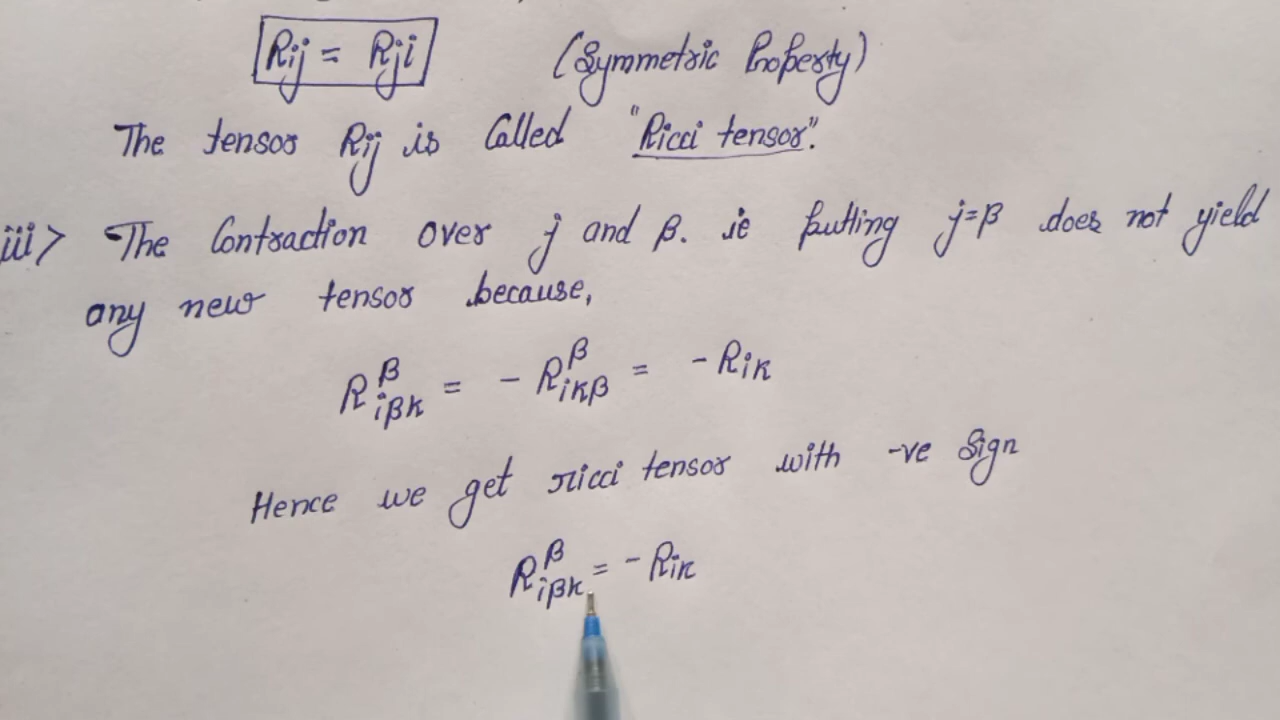 Rij = Rji (Symmetric Property)
The tensor Rij is Called "Ricci tensor".
iii> The Contraction over j and β. ie putting j=β does not yield
any new tensor because,
R^β_iβk = - R^β_ikβ = - Rik
Hence we get ricci tensor with -ve sign
R^β_iβk = - Rik